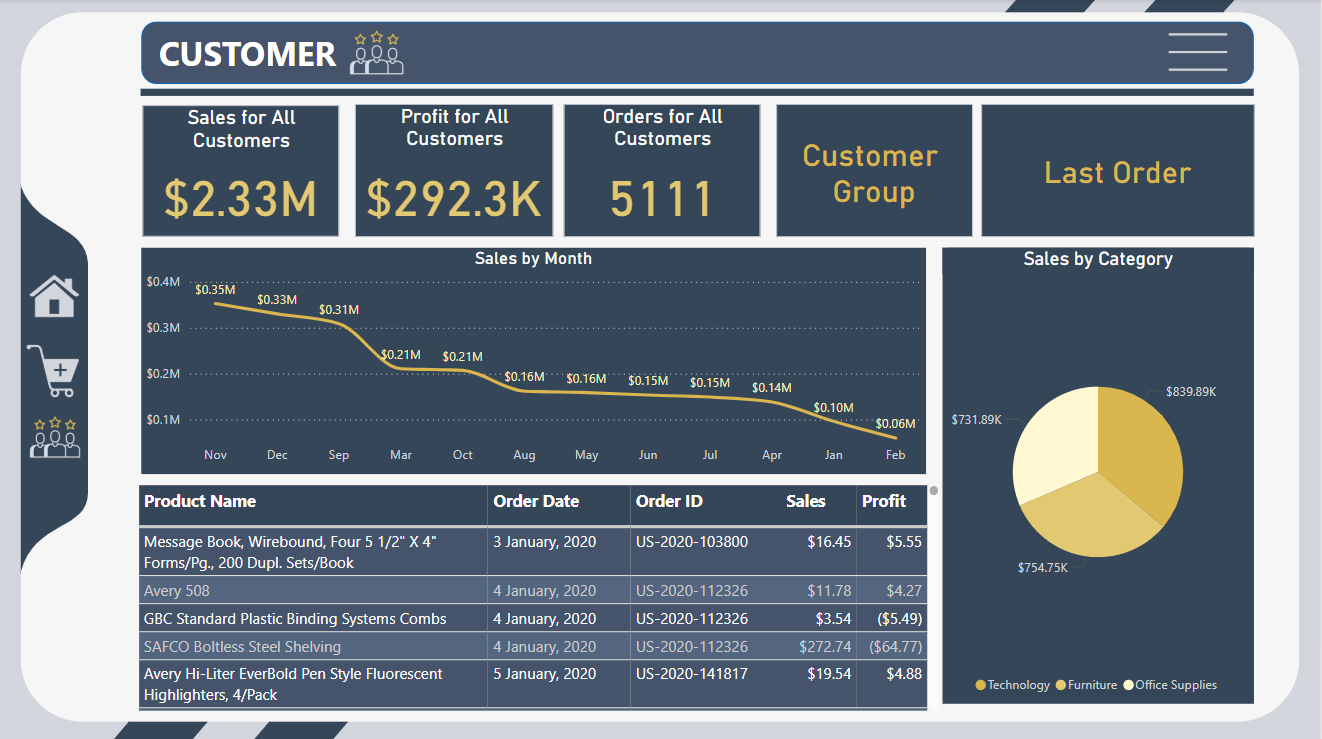 CUSTOMER
Sales for All
Customers
$2.33M
Profit for All
Customers
$292.3K
Orders for All
Customers
5111
Customer
Group
Last Order
Sales by Month
$0.4M
$0.3M
$0.2M
$0.1M
$0.35M
$0.33M
$0.31M
$0.21M
$0.21M
$0.16M
$0.16M
$0.15M
$0.15M
$0.14M
$0.10M
$0.06M
Nov Dec Sep Mar Oct Aug May Jun Jul Apr Jan Feb
Sales by Category
$839.89K
$731.89K
$754.75K
Technology Furniture Office Supplies
Product Name Order Date Order ID Sales Profit
Message Book, Wirebound, Four 5 1/2" X 4" 3 January, 2020 US-2020-103800 $16.45 $5.55
Forms/Pg., 200 Dupl. Sets/Book
Avery 508 4 January, 2020 US-2020-112326 $11.78 $4.27
GBC Standard Plastic Binding Systems Combs 4 January, 2020 US-2020-112326 $3.54 ($5.49)
SAFCO Boltless Steel Shelving 4 January, 2020 US-2020-112326 $272.74 ($64.77)
Avery Hi-Liter EverBold Pen Style Fluorescent 5 January, 2020 US-2020-141817 $19.54 $4.88
Highlighters, 4/Pack